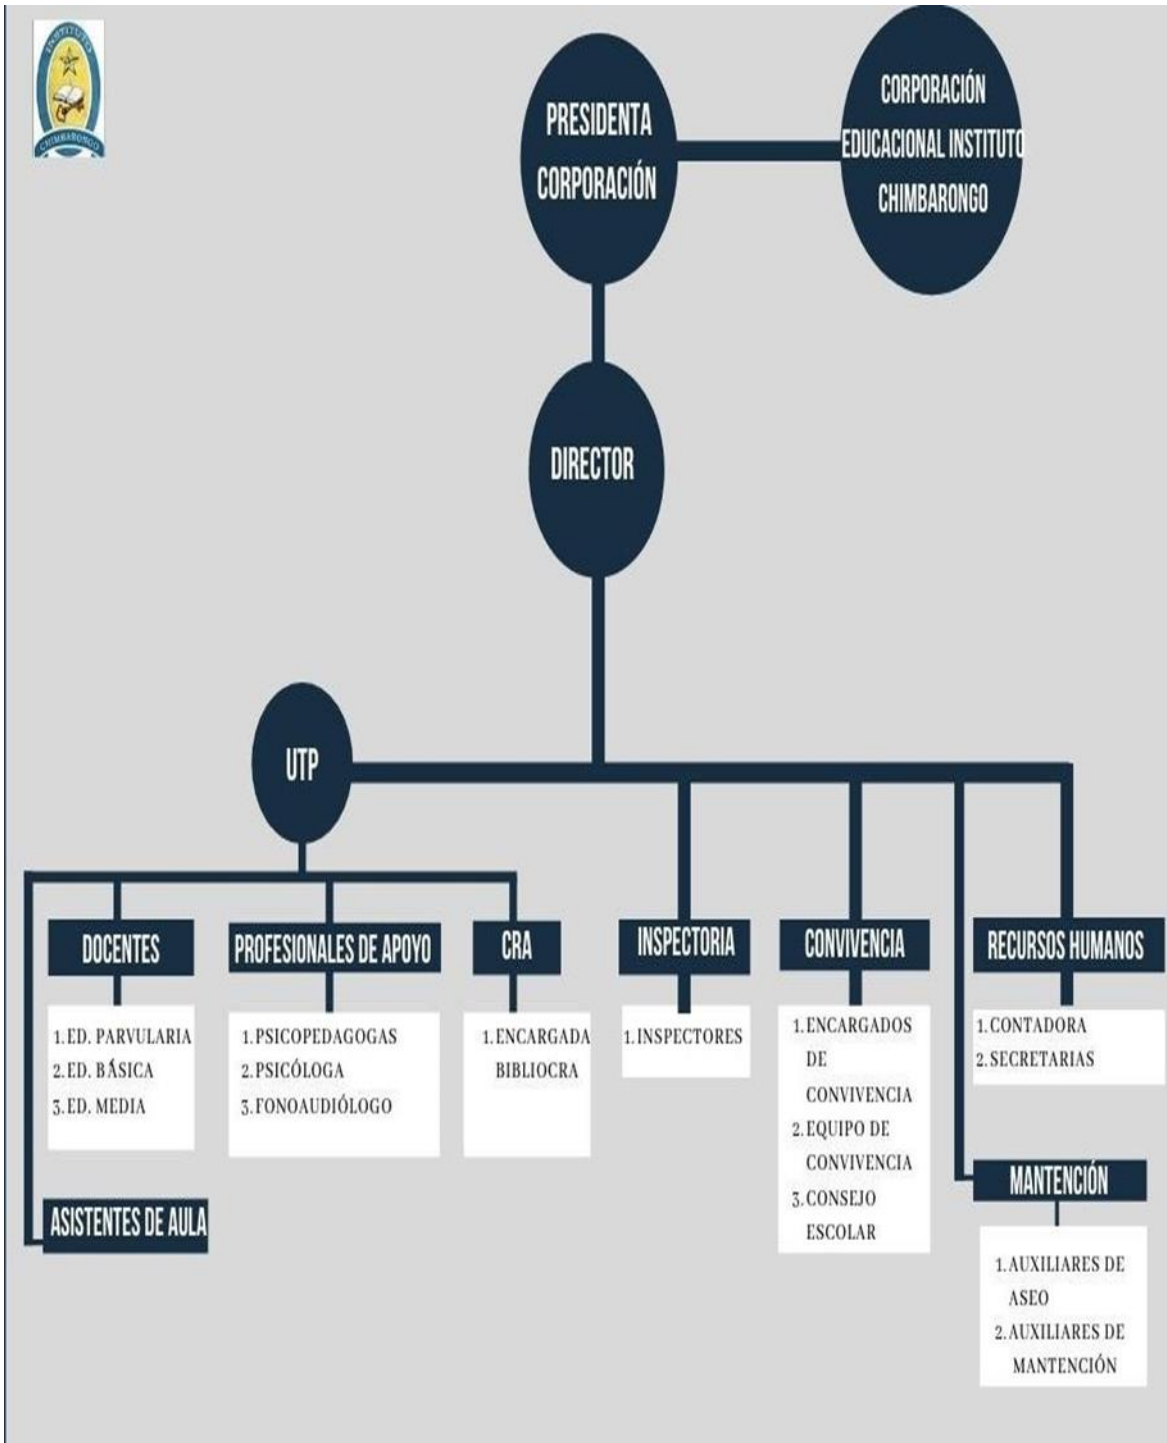 INSTITUTO
CHIMBARONGO
PRESIDENTA
CORPORACIÓN
CORPORACIÓN
EDUCACIONAL INSTITUTO
CHIMBARONGO
DIRECTOR
UTP
DOCENTES
1. ED. PARVULARIA
2. ED. BÁSICA
3. ED. MEDIA
ASISTENTES DE AULA
PROFESIONALES DE APOYO
1. PSICOPEDAGOGAS
2. PSICÓLOGA
3. FONOAUDIÓLOGO
CRA
1. ENCARGADA
BIBLIOCRA
INSPECTORIA
1. INSPECTORES
CONVIVENCIA
1. ENCARGADOS
DE
CONVIVENCIA
2. EQUIPO DE
CONVIVENCIA
3. CONSEJO
ESCOLAR
RECURSOS HUMANOS
1. CONTADORA
2. SECRETARIAS
MANTENCIÓN
1. AUXILIARES DE
ASEO
2. AUXILIARES DE
MANTENCIÓN